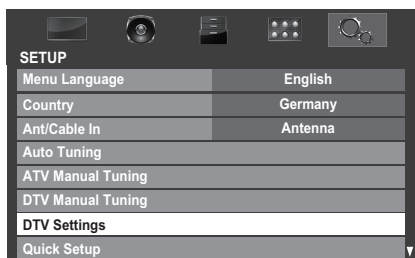 SETUP
Menu Language English
Country Germany
Ant/Cable In Antenna
Auto Tuning
ATV Manual Tuning
DTV Manual Tuning
DTV Settings
Quick Setup